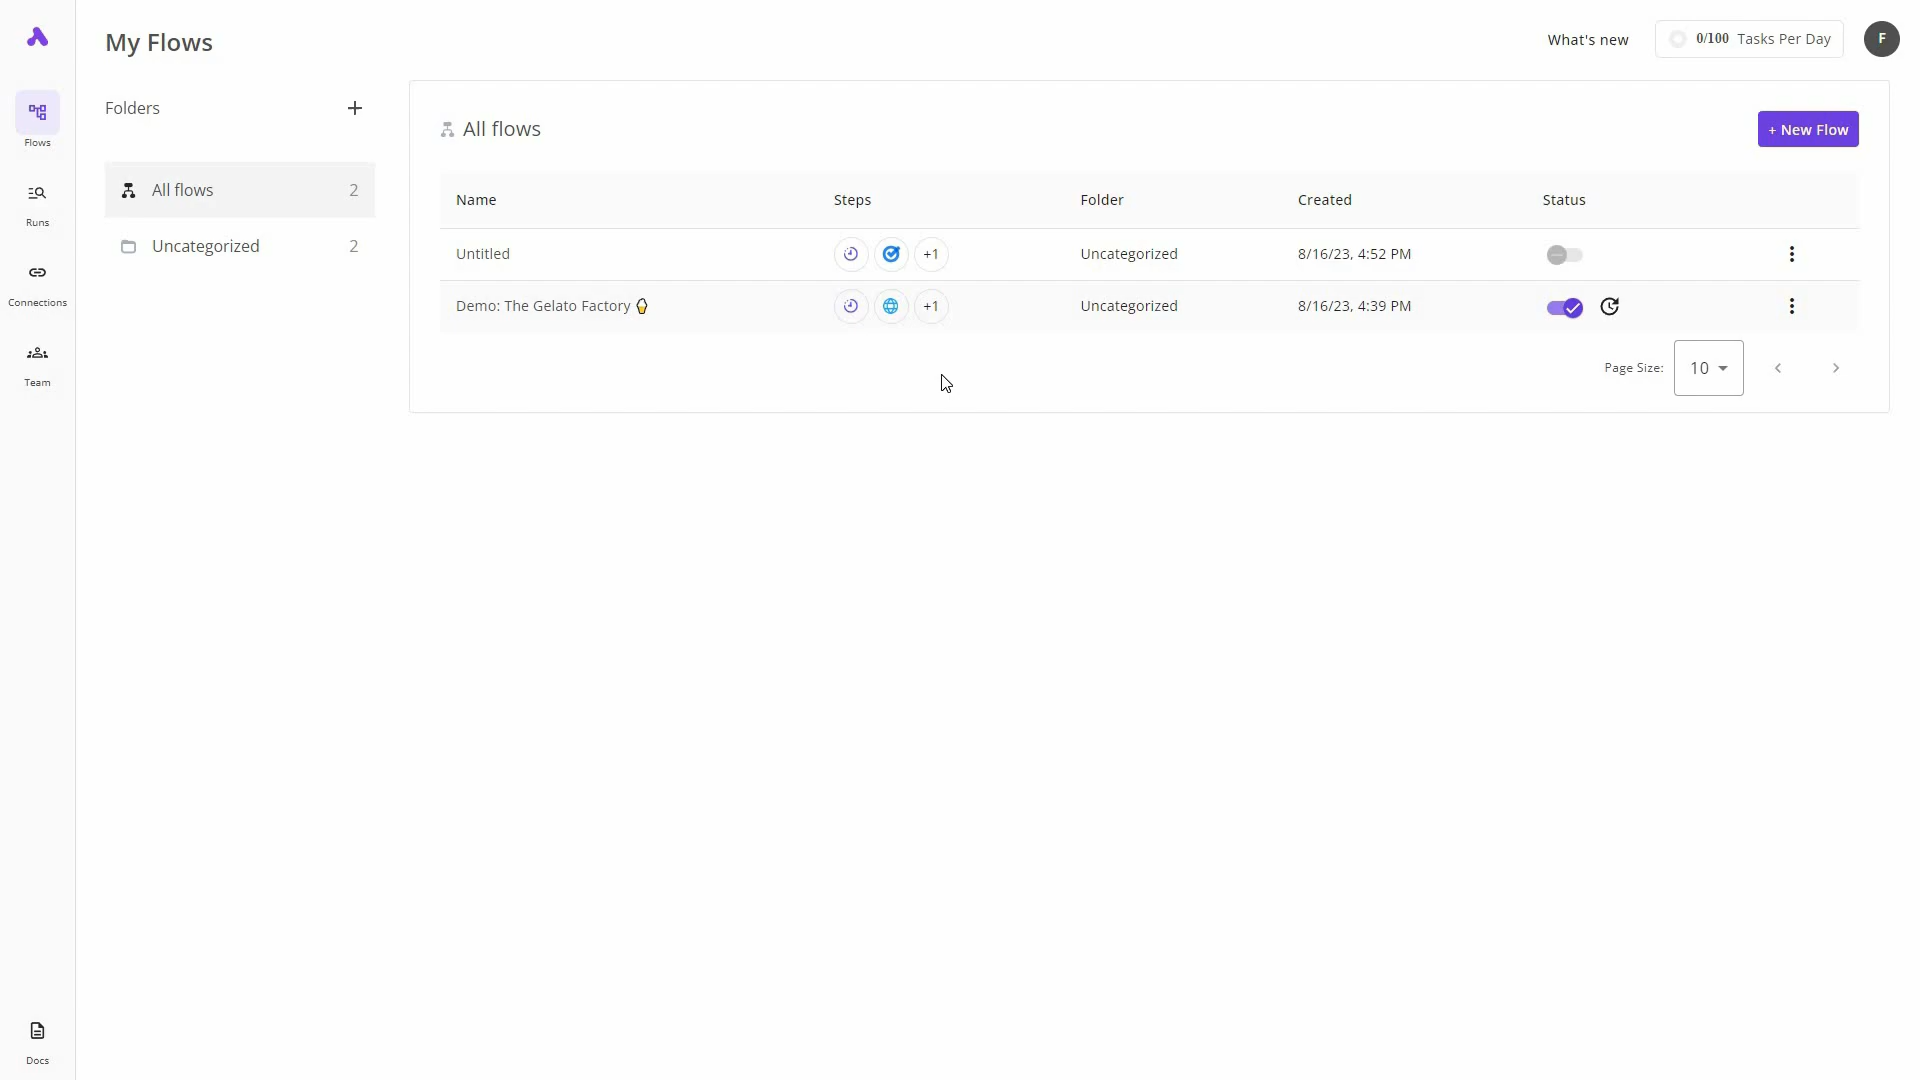 My Flows
What's new
0/100 Tasks Per Day
F
Folders
All flows 2
Uncategorized 2
Flows
Runs
Connections
Team
Docs
All flows
+ New Flow
Name Steps Folder Created Status
Untitled +1 Uncategorized 8/16/23, 4:52 PM
Demo: The Gelato Factory +1 Uncategorized 8/16/23, 4:39 PM
Page Size: 10